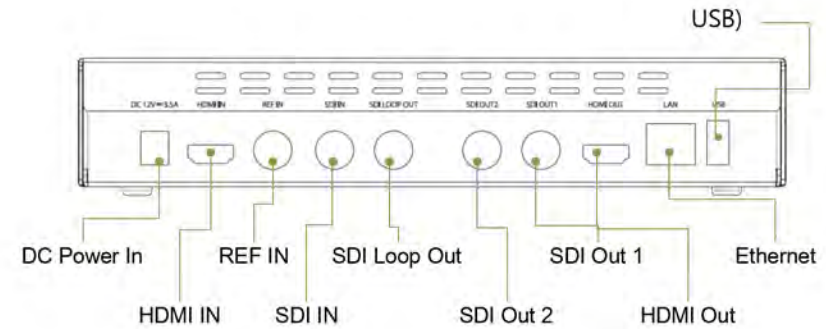 USB)
DC 12V⎓3.5A HDMI IN REF IN SDI IN SDI LOOP OUT SDI OUT2 SDI OUT1 HDMI OUT LAN USB
DC Power In REF IN SDI Loop Out SDI Out 1 Ethernet
HDMI IN SDI IN SDI Out 2 HDMI Out